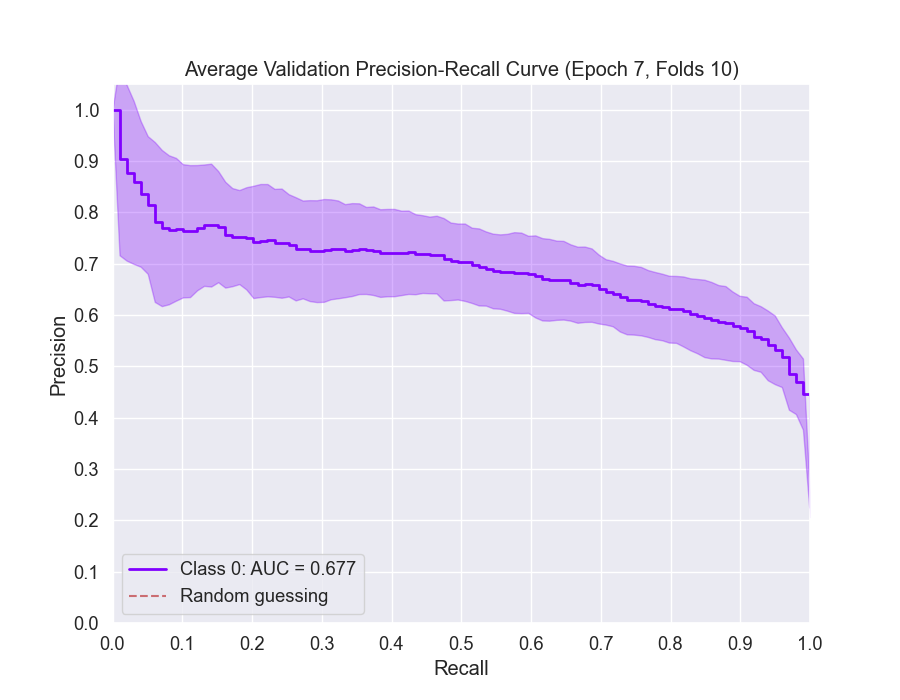 Average Validation Precision-Recall Curve (Epoch 7, Folds 10)
1.0
0.9
0.8
0.7
0.6
0.5
0.4
0.3
0.2
0.1
0.0
Precision
Class 0: AUC = 0.677
Random guessing
0.0 0.1 0.2 0.3 0.4 0.5 0.6 0.7 0.8 0.9 1.0
Recall